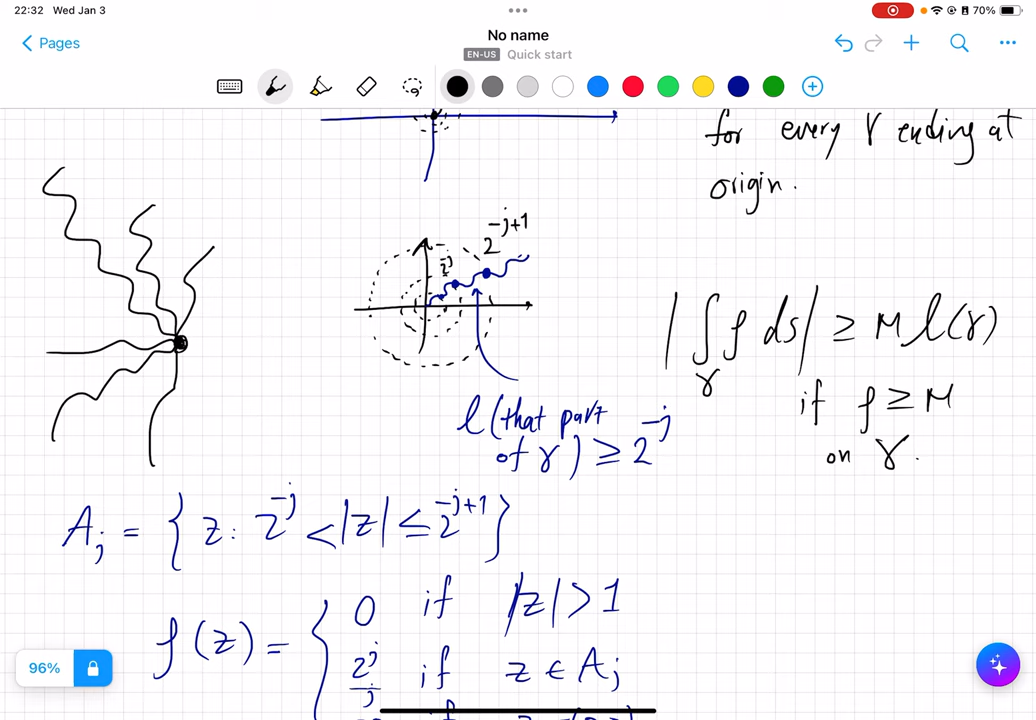 22:32 Wed Jan 3
70%
Pages
No name
EN-US Quick start
for every γ ending at
origin.
2^{-j+1}
2^{-j}
| ∫_γ ρ ds | ≥ M l(γ)
if ρ ≥ M
on γ.
l(that part
of γ) ≥ 2^{-j}
A_j = { z : 2^{-j} < |z| ≤ 2^{-j+1} }
ρ(z) = { 0 if |z| > 1
2^j/j if z ∈ A_j
96%